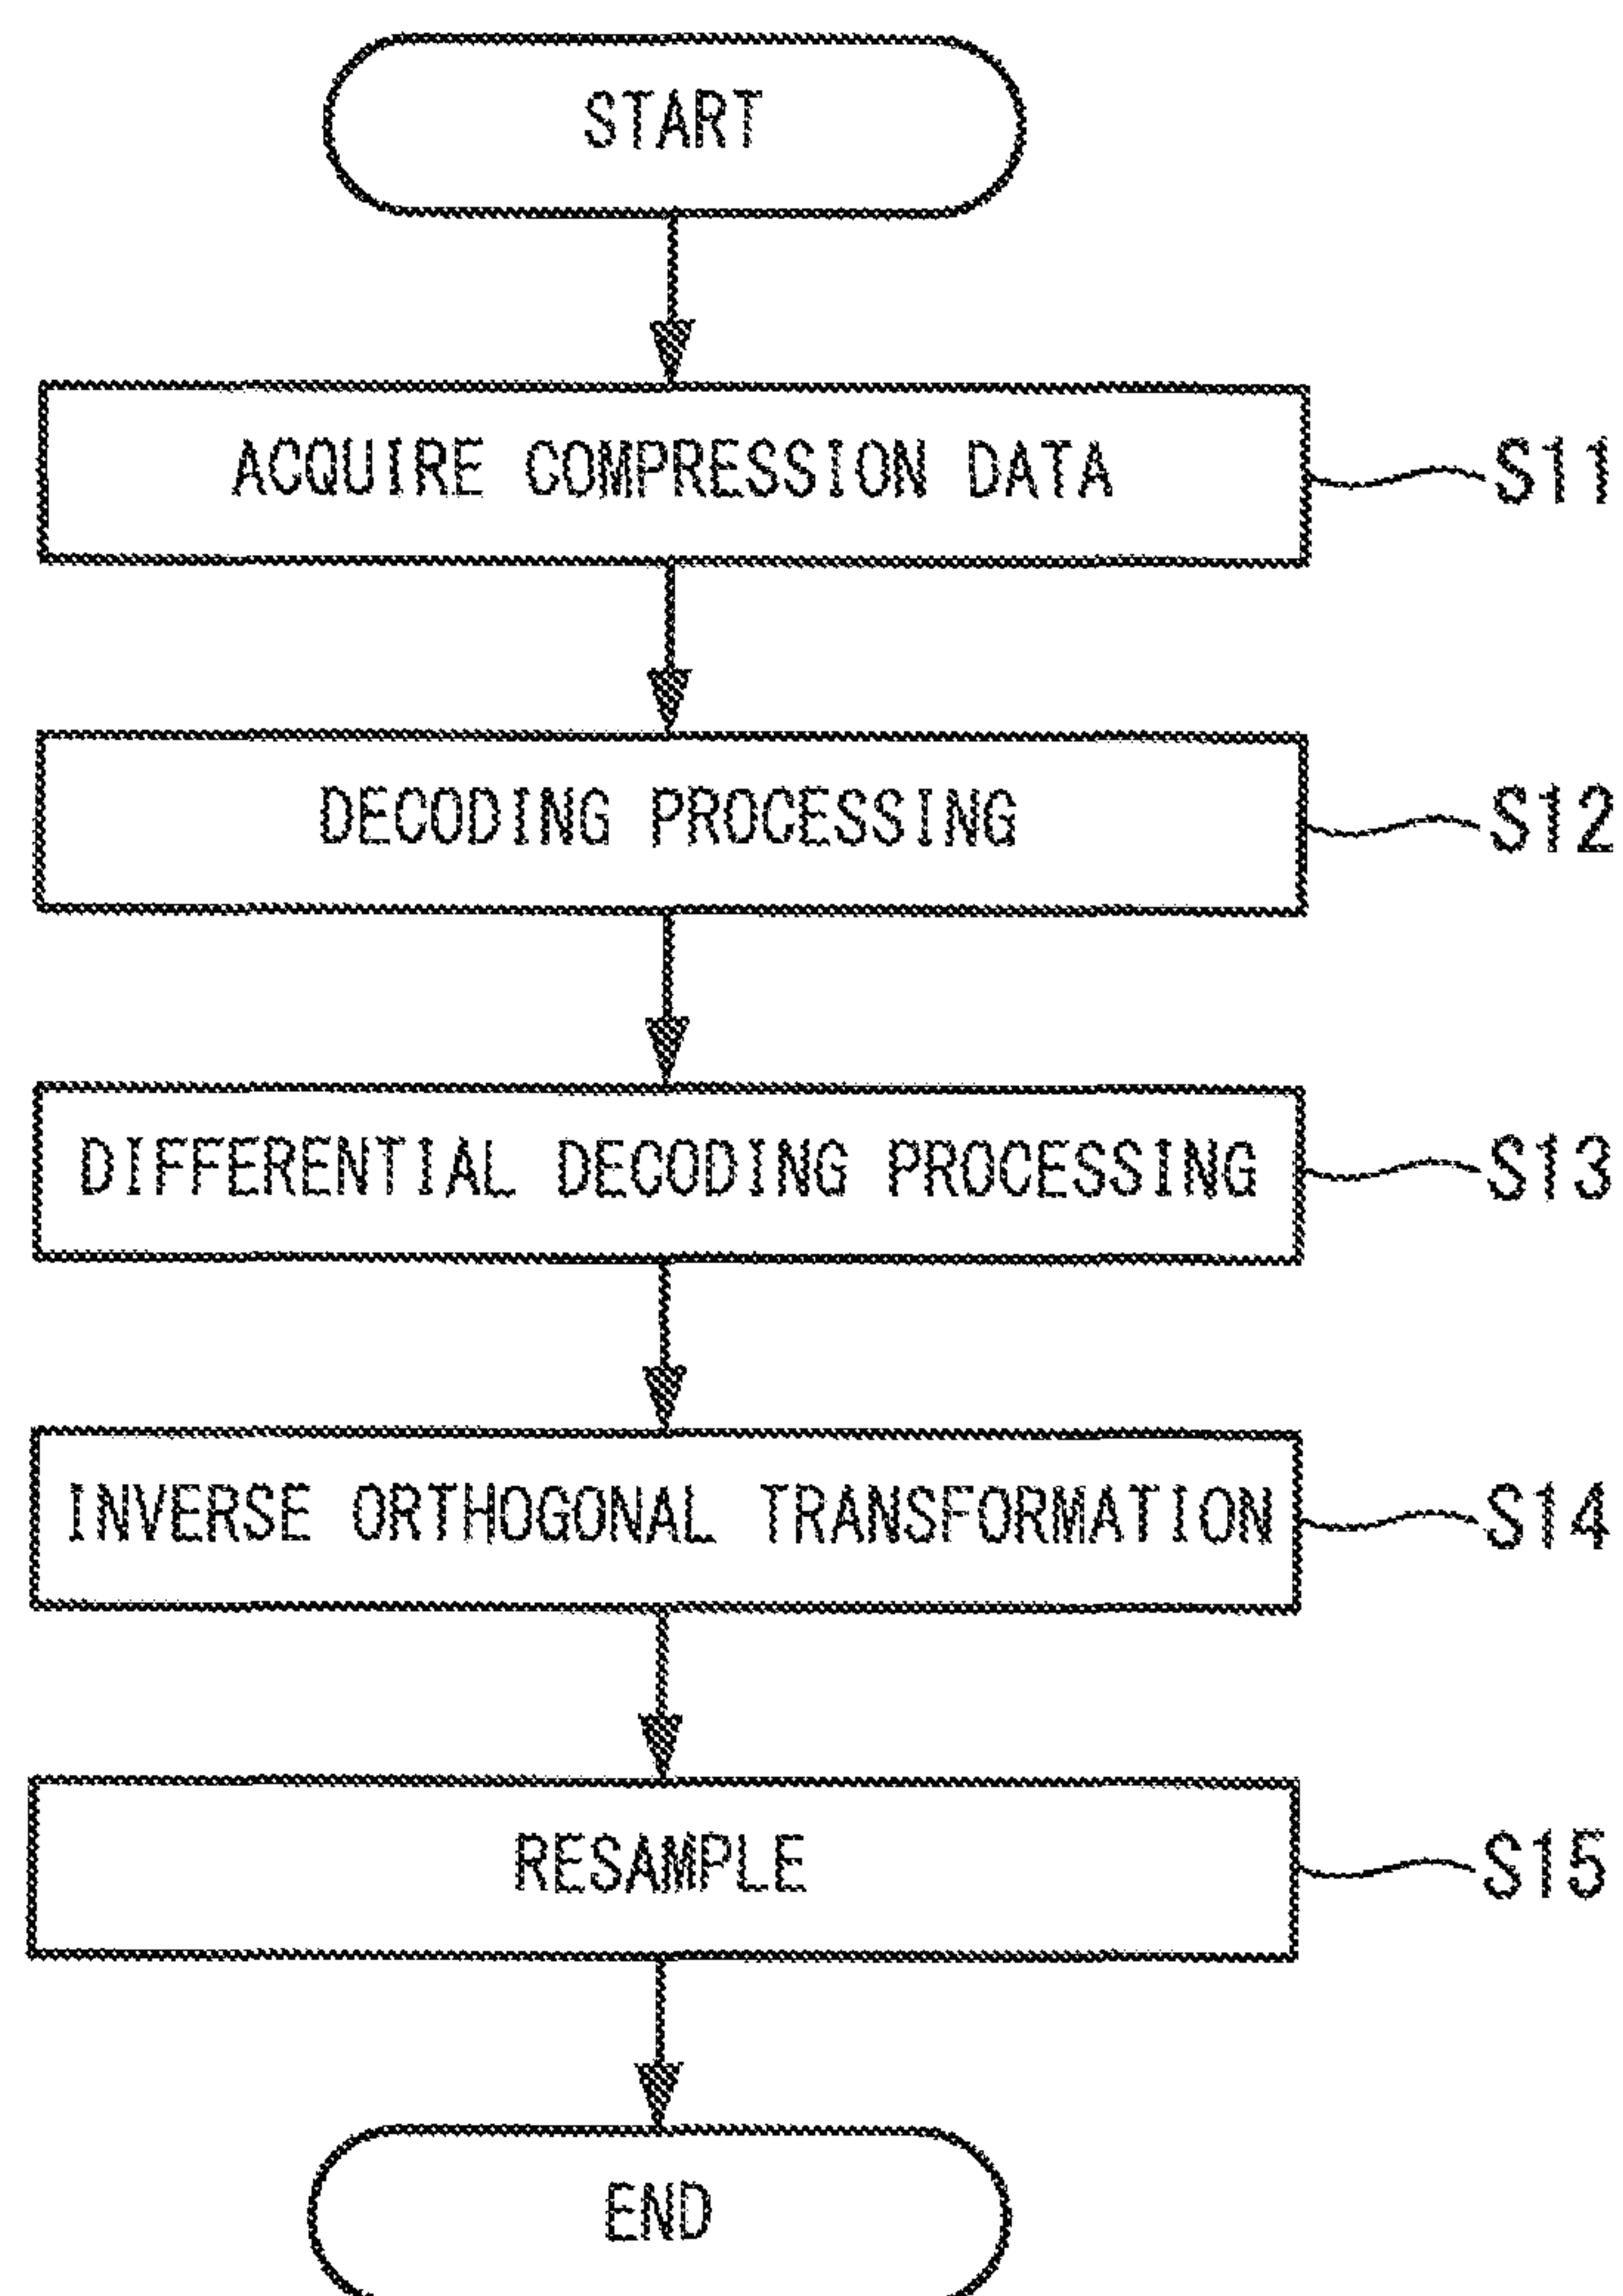 START
ACQUIRE COMPRESSION DATA S11
DECODING PROCESSING S12
DIFFERENTIAL DECODING PROCESSING S13
INVERSE ORTHOGONAL TRANSFORMATION S14
RESAMPLE S15
END